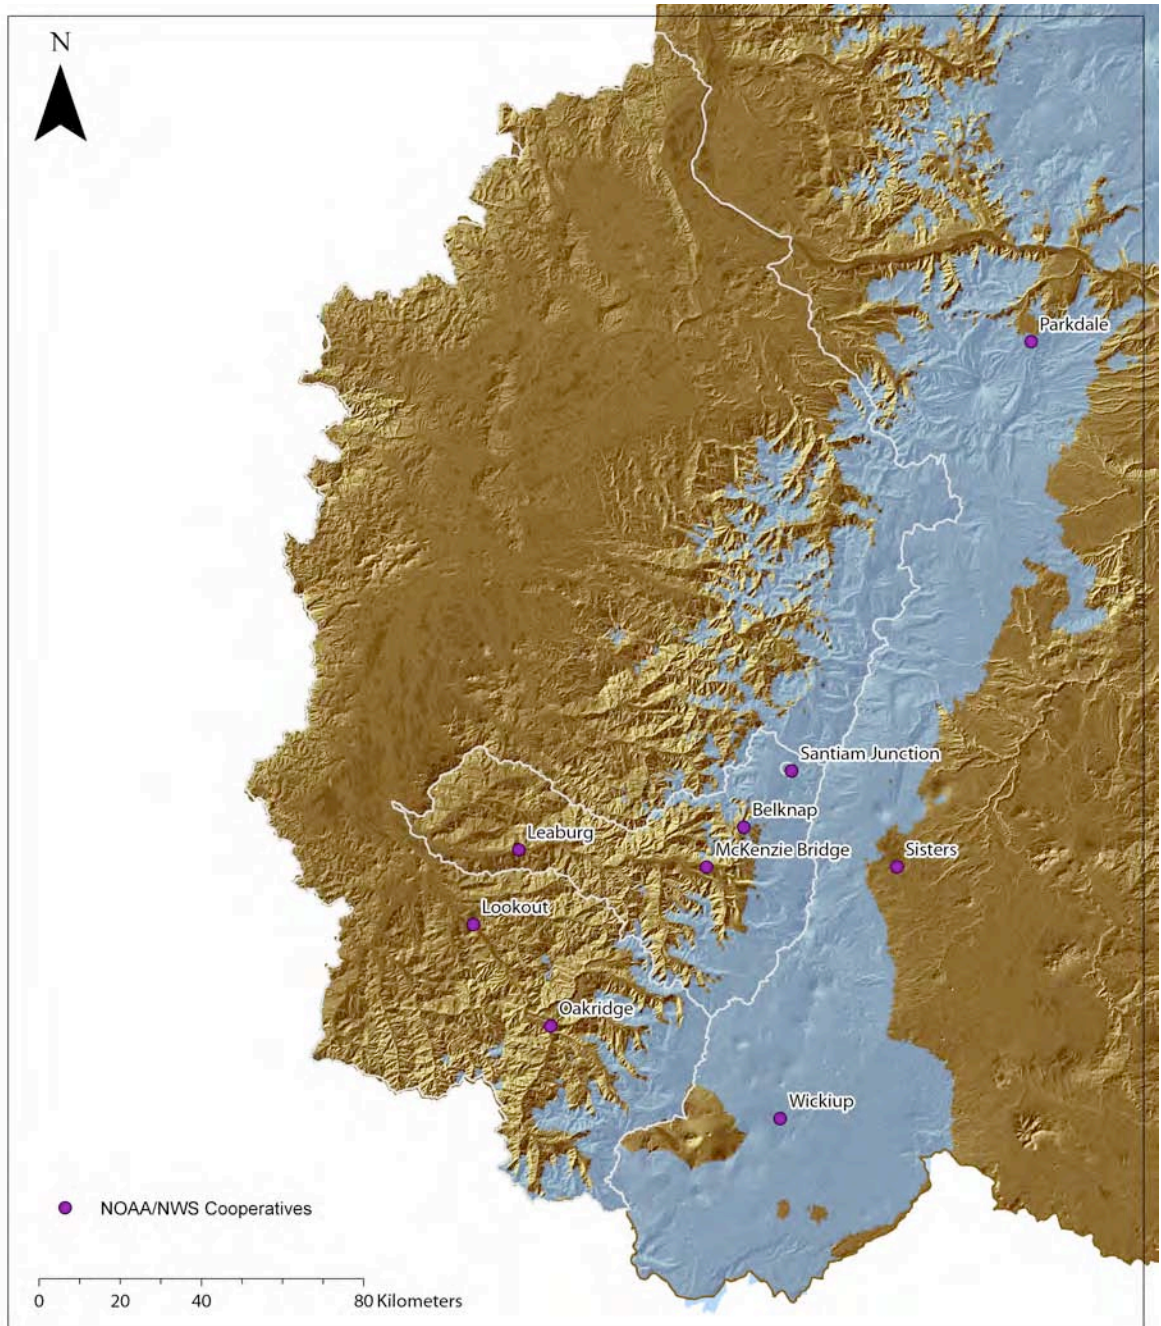 N
Parkdale
Santiam Junction
Belknap
Leaburg
McKenzie Bridge
Sisters
Lookout
Oakridge
Wickiup
NOAA/NWS Cooperatives
0 20 40 80 Kilometers